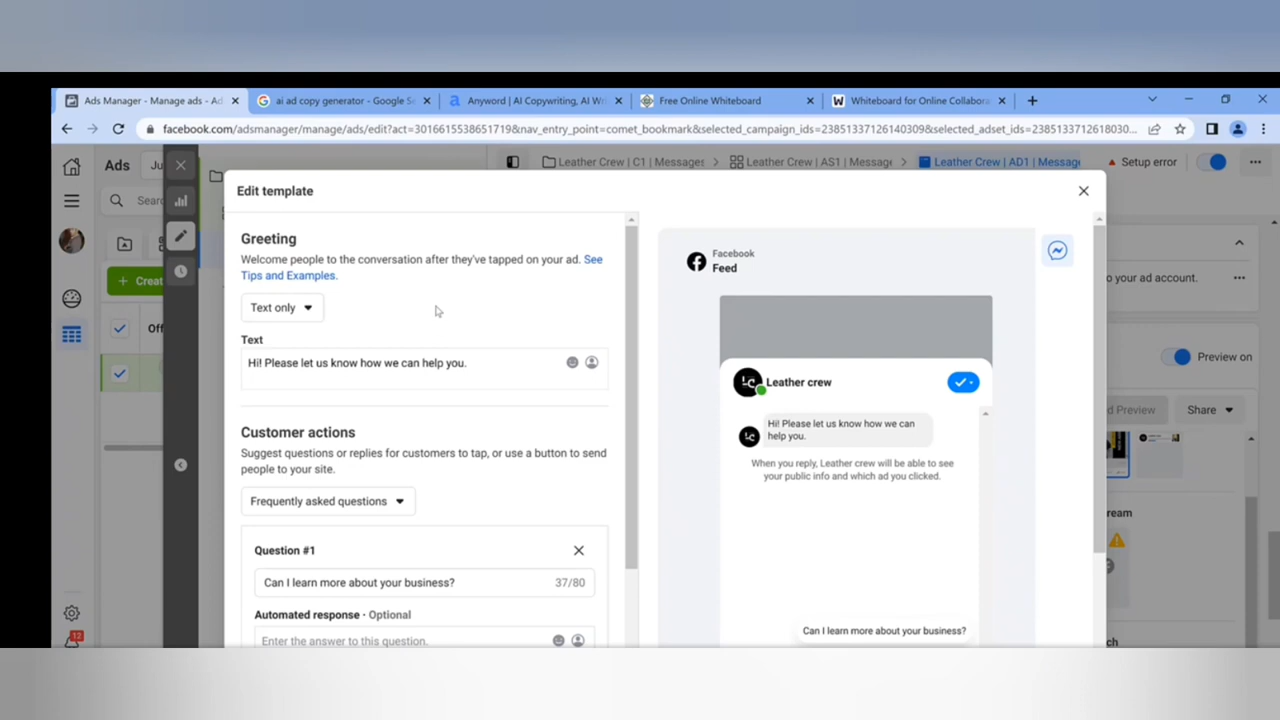 Ads Manager - Manage ads - Ad
ai ad copy generator - Google Se
Anyword | AI Copywriting, AI Wri
Free Online Whiteboard
Whiteboard for Online Collabora
facebook.com/adsmanager/manage/ads/edit?act=3016615538651719&nav_entry_point=comet_bookmark&selected_campaign_ids=23851337126140309&selected_adset_ids=2385133712618030...
Ads
Ju
Leather Crew | C1 | Messages
Leather Crew | AS1 | Message
Leather Crew | AD1 | Message
Setup error
Sear
Creat
Off
Edit template
Greeting
Welcome people to the conversation after they've tapped on your ad. See
Tips and Examples.
Text only
Text
Hi! Please let us know how we can help you.
Customer actions
Suggest questions or replies for customers to tap, or use a button to send
people to your site.
Frequently asked questions
Question #1
Can I learn more about your business?
37/80
Automated response · Optional
Enter the answer to this question.
Facebook
Feed
LC
Leather crew
LC
Hi! Please let us know how we can
help you.
When you reply, Leather crew will be able to see
your public info and which ad you clicked.
Can I learn more about your business?
o your ad account.
Preview on
d Preview
Share
ream
ch
12